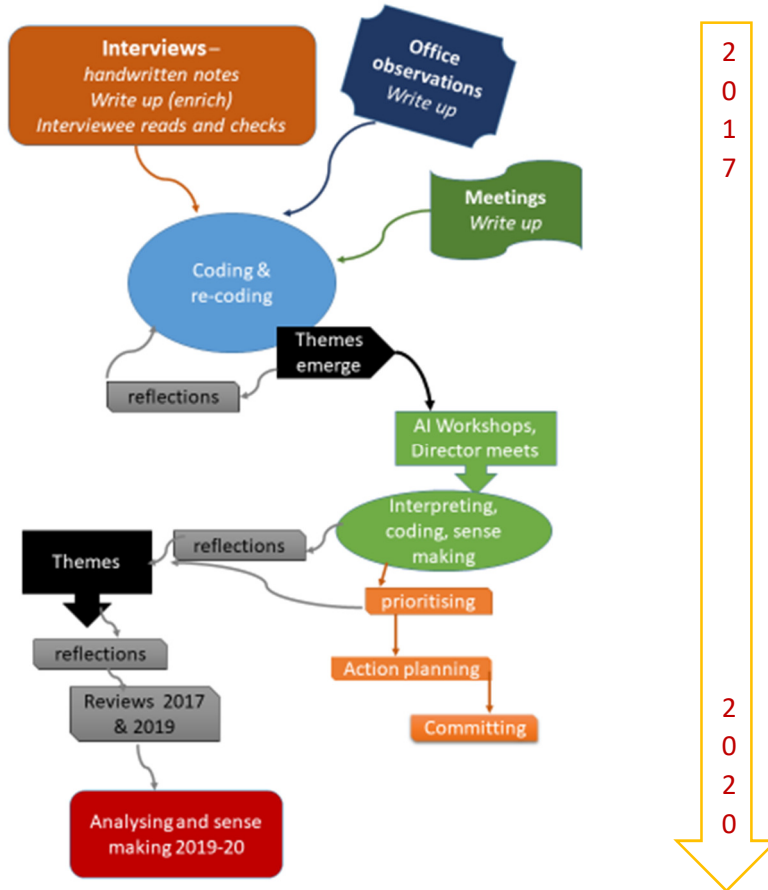 Interviews –
handwritten notes
Write up (enrich)
Interviewee reads and checks
Office
observations
Write up
Meetings
Write up
Coding &
re-coding
Themes
emerge
reflections
AI Workshops,
Director meets
Interpreting,
coding, sense
making
reflections
Themes
prioritising
reflections
Action planning
Reviews 2017
& 2019
Committing
Analysing and sense
making 2019-20
2
0
1
7
2
0
2
0